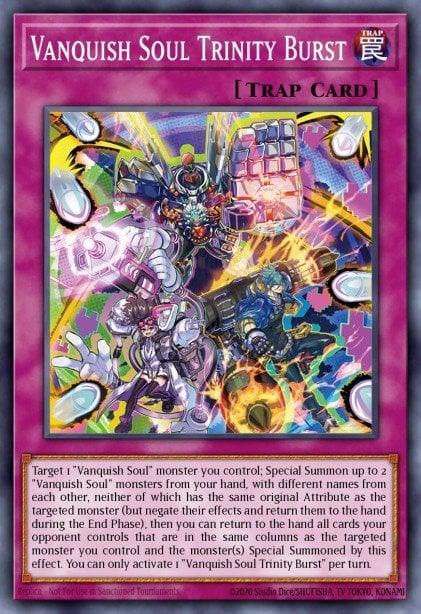 VANQUISH SOUL TRINITY BURST
TRAP
罠
[TRAP CARD]
Target 1 "Vanquish Soul" monster you control; Special Summon up to 2
"Vanquish Soul" monsters from your hand, with different names from
each other, neither of which has the same original Attribute as the
targeted monster (but negate their effects and return them to the hand
during the End Phase), then you can return to the hand all cards your
opponent controls that are in the same columns as the targeted
monster you control and the monster(s) Special Summoned by this
effect. You can only activate 1 "Vanquish Soul Trinity Burst" per turn.
Replica - Not For Use in Sanctioned Tournaments
©2020 Studio Dice/SHUEISHA, TV TOKYO, KONAMI